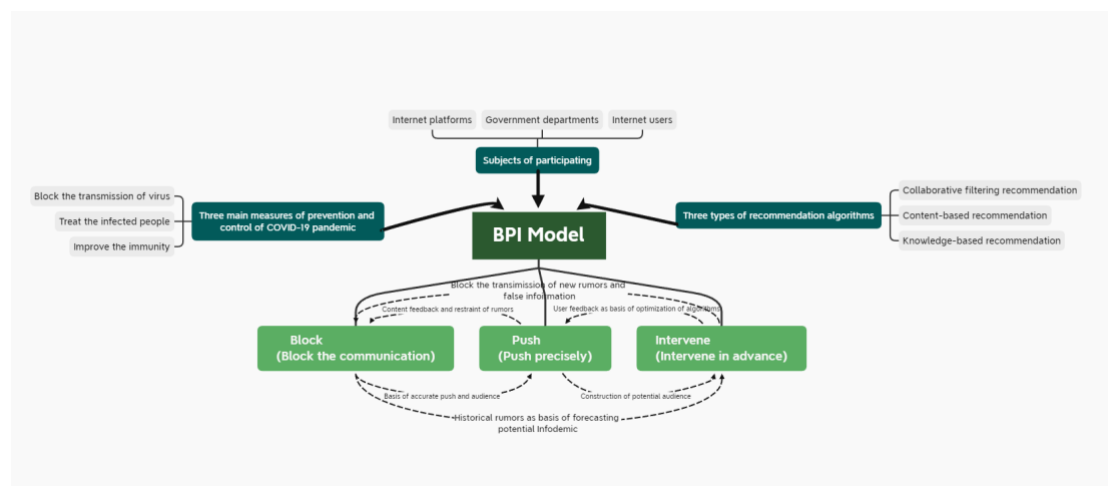 Internet platforms
Government departments
Internet users
Subjects of participating
Block the transmission of virus
Treat the infected people
Improve the immunity
Three main measures of prevention and
control of COVID-19 pandemic
BPI Model
Three types of recommendation algorithms
Collaborative filtering recommendation
Content-based recommendation
Knowledge-based recommendation
Block the transimission of new rumors and
false information
Content feedback and restraint of rumors
User feedback as basis of optimization of algorithms
Block
(Block the communication)
Push
(Push precisely)
Intervene
(Intervene in advance)
Basis of accurate push and audience
Construction of potential audience
Historical rumors as basis of forecasting
potential Infodemic